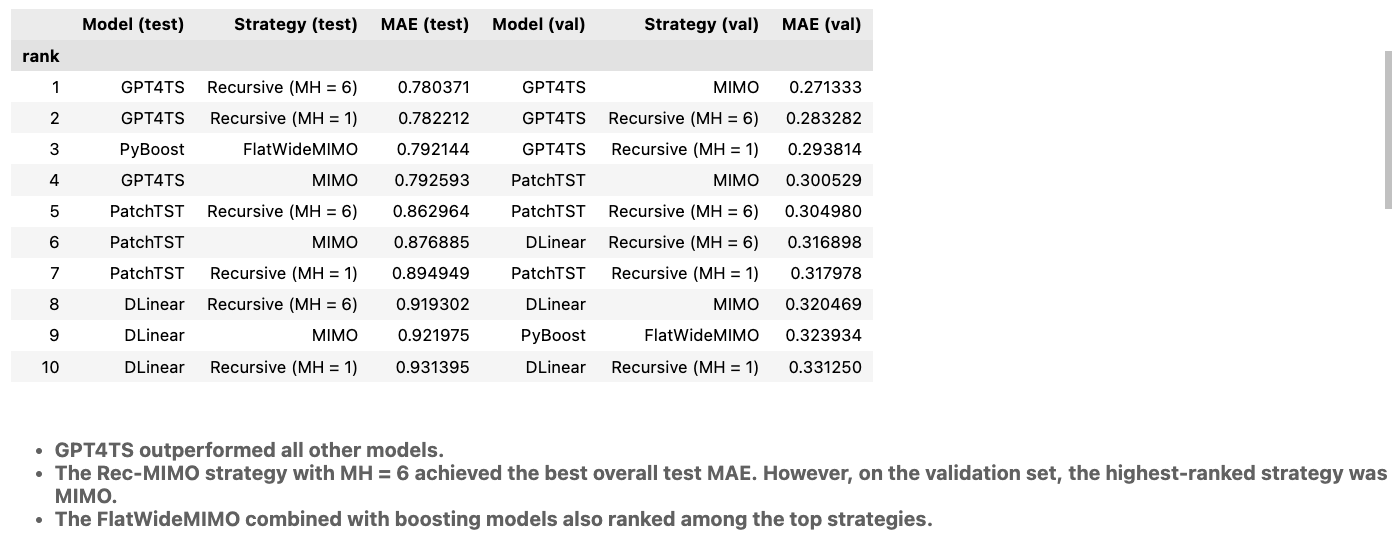 Model (test) Strategy (test) MAE (test) Model (val) Strategy (val) MAE (val)
rank
1 GPT4TS Recursive (MH = 6) 0.780371 GPT4TS MIMO 0.271333
2 GPT4TS Recursive (MH = 1) 0.782212 GPT4TS Recursive (MH = 6) 0.283282
3 PyBoost FlatWideMIMO 0.792144 GPT4TS Recursive (MH = 1) 0.293814
4 GPT4TS MIMO 0.792593 PatchTST MIMO 0.300529
5 PatchTST Recursive (MH = 6) 0.862964 PatchTST Recursive (MH = 6) 0.304980
6 PatchTST MIMO 0.876885 DLinear Recursive (MH = 6) 0.316898
7 PatchTST Recursive (MH = 1) 0.894949 PatchTST Recursive (MH = 1) 0.317978
8 DLinear Recursive (MH = 6) 0.919302 DLinear MIMO 0.320469
9 DLinear MIMO 0.921975 PyBoost FlatWideMIMO 0.323934
10 DLinear Recursive (MH = 1) 0.931395 DLinear Recursive (MH = 1) 0.331250
• GPT4TS outperformed all other models.
• The Rec-MIMO strategy with MH = 6 achieved the best overall test MAE. However, on the validation set, the highest-ranked strategy was
MIMO.
• The FlatWideMIMO combined with boosting models also ranked among the top strategies.